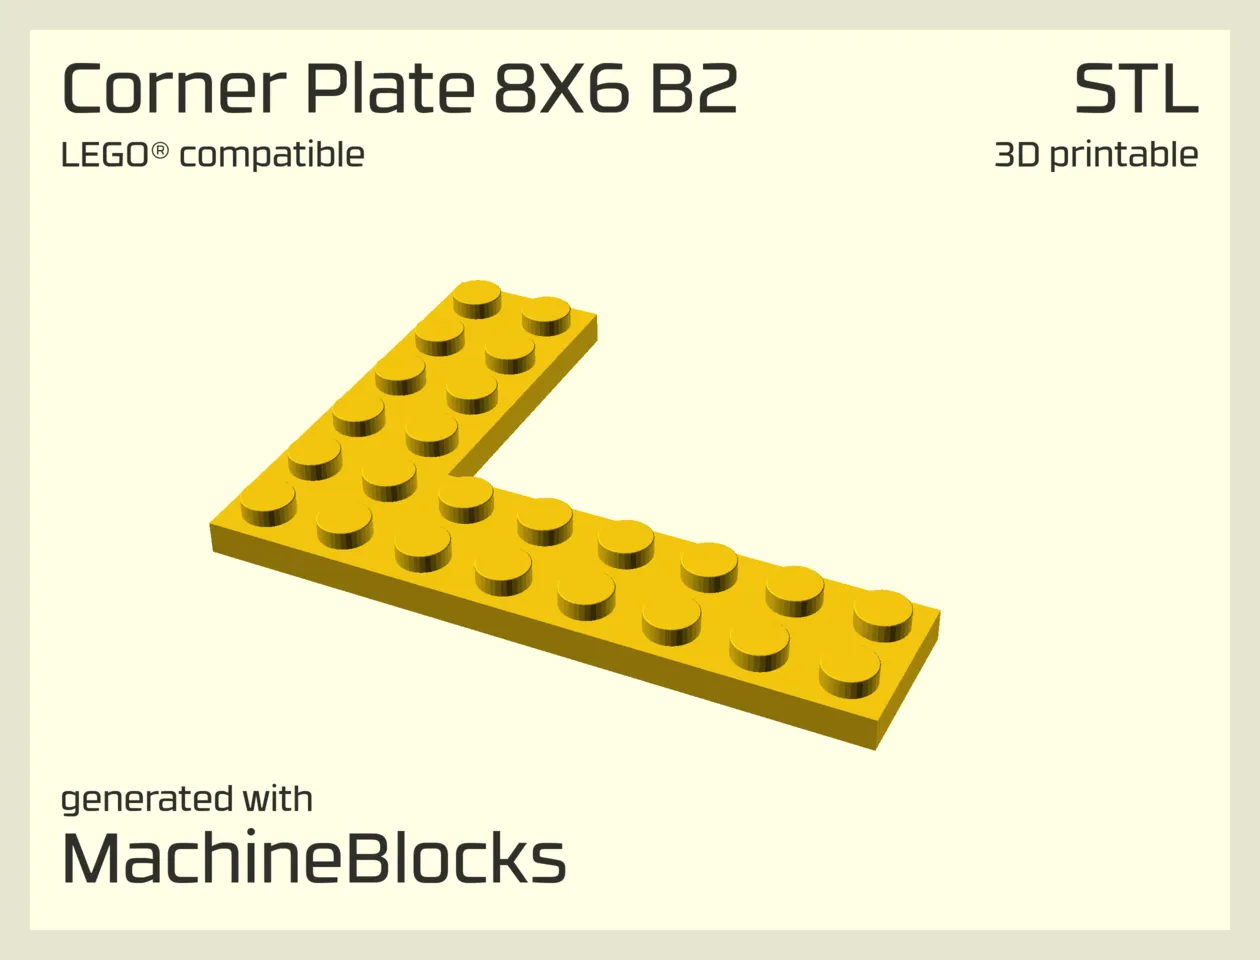 Corner Plate 8X6 B2
STL
LEGO® compatible
3D printable
generated with
MachineBlocks